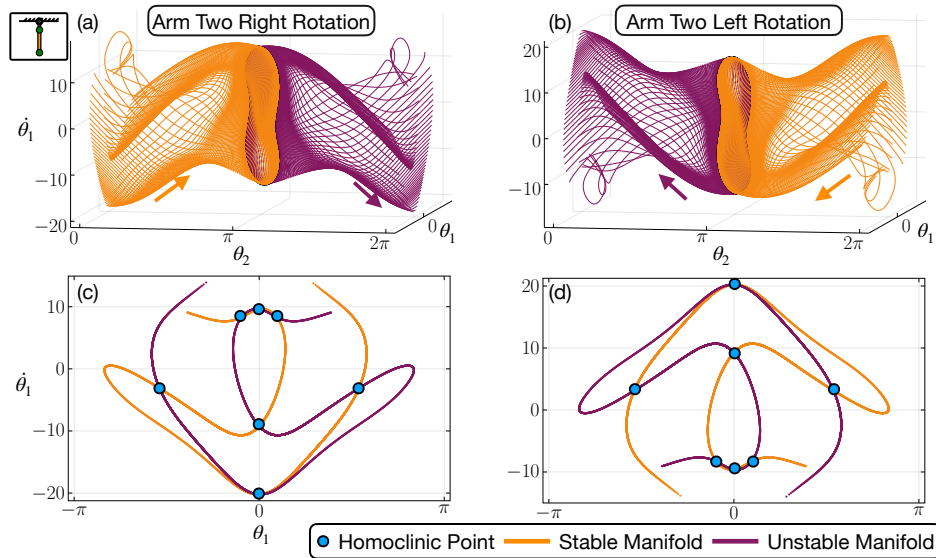 (a) Arm Two Right Rotation
(b) Arm Two Left Rotation
10
0
−10
−20
θ̇₁
0
π
2π
θ₂
0
θ₁
20
10
0
−10
0
π
2π
θ₂
0
θ₁
(c)
10
0
−10
−20
θ̇₁
−π
0
π
θ₁
(d)
20
10
0
−10
−π
0
π
Homoclinic Point Stable Manifold Unstable Manifold